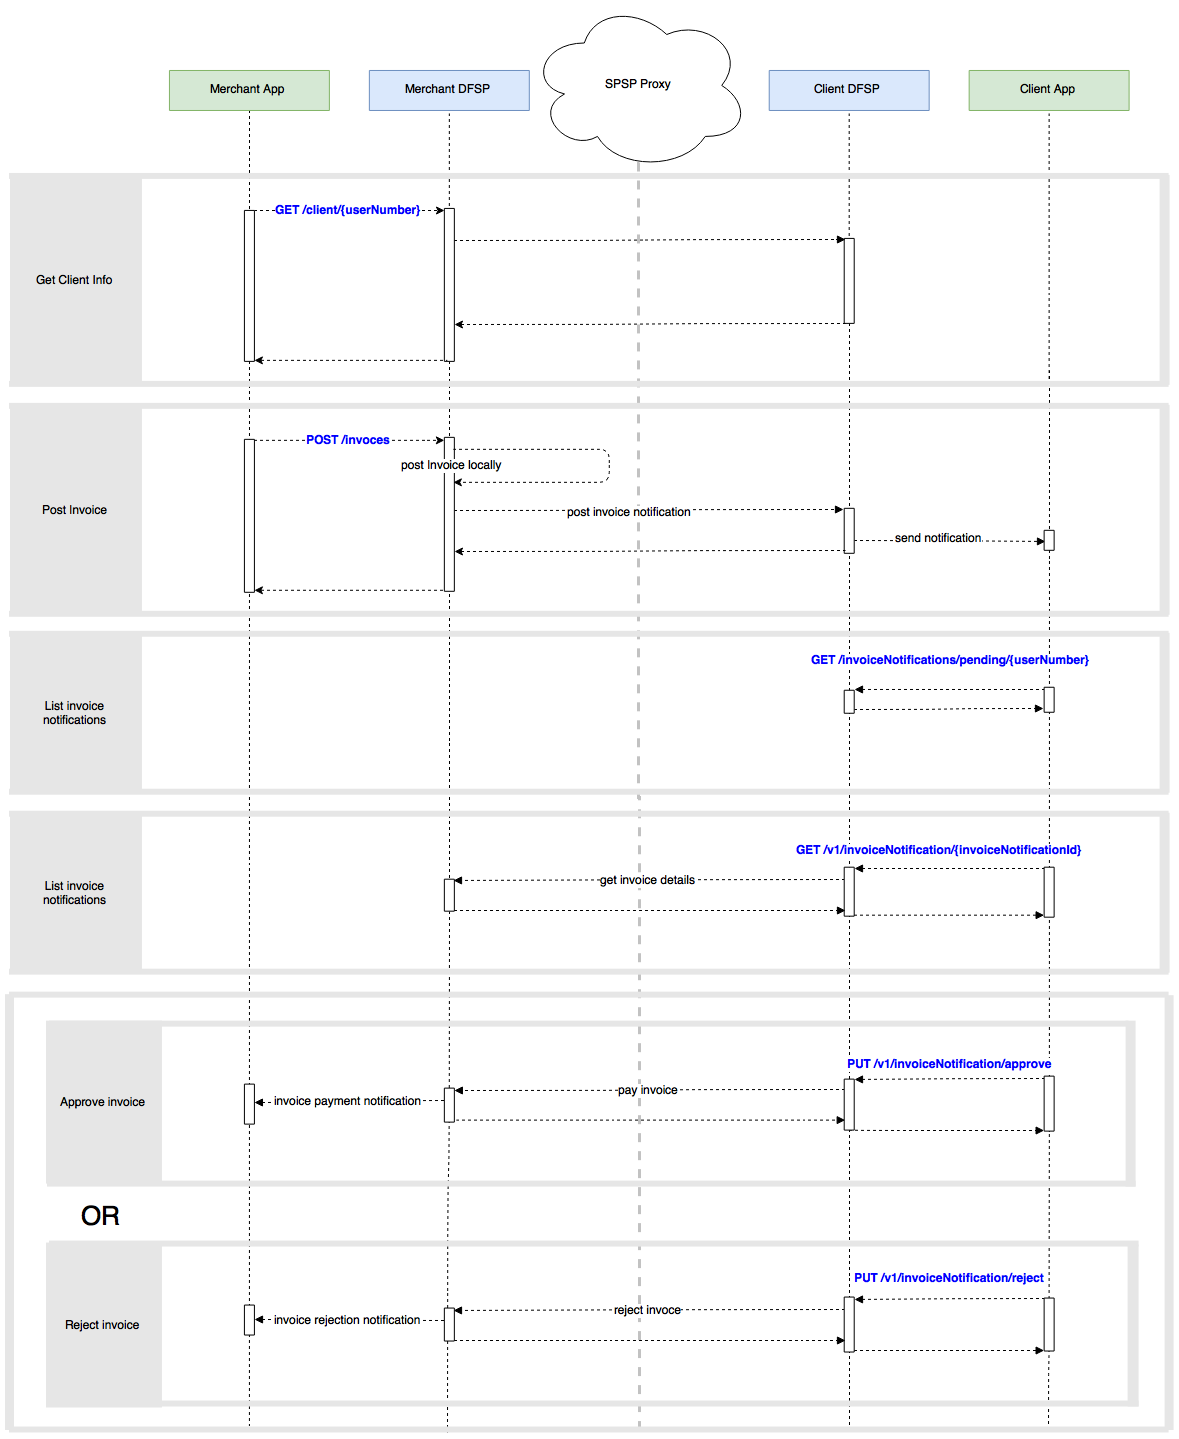 Merchant App
Merchant DFSP
SPSP Proxy
Client DFSP
Client App
Get Client Info
GET /client/{userNumber}
Post Invoice
POST /invoces
post Invoice locally
post invoice notification
send notification
List invoice
notifications
GET /invoiceNotifications/pending/{userNumber}
List invoice
notifications
GET /v1/invoiceNotification/{invoiceNotificationId}
get invoice details
Approve invoice
PUT /v1/invoiceNotification/approve
pay invoice
invoice payment notification
OR
Reject invoice
PUT /v1/invoiceNotification/reject
reject invoce
invoice rejection notification